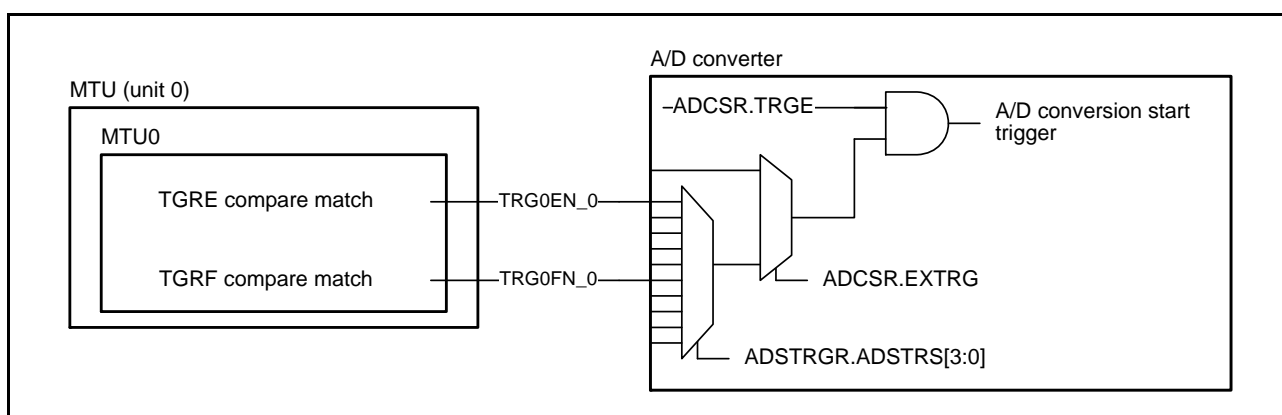 A/D converter
MTU (unit 0)
ADCSR.TRGE
A/D conversion start
trigger
MTU0
TGRE compare match
TRG0EN_0
TGRF compare match
TRG0FN_0
ADCSR.EXTRG
ADSTRGR.ADSTRS[3:0]